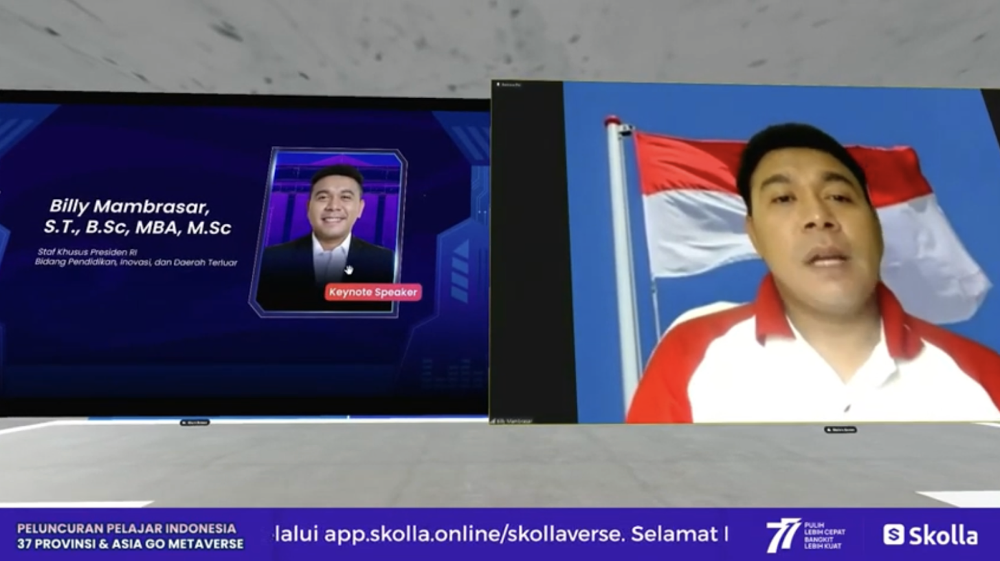 Billy Mambrasar,
S.T., B.Sc, MBA, M.Sc
Staf Khusus Presiden RI
Bidang Pendidikan, Inovasi, dan Daerah Terluar
Keynote Speaker
Billy Mambrasar
PELUNCURAN PELAJAR INDONESIA
37 PROVINSI & ASIA GO METAVERSE
lalui app.skolla.online/skollaverse. Selamat
77
PULIH
LEBIH CEPAT
BANGKIT
LEBIH KUAT
S Skolla